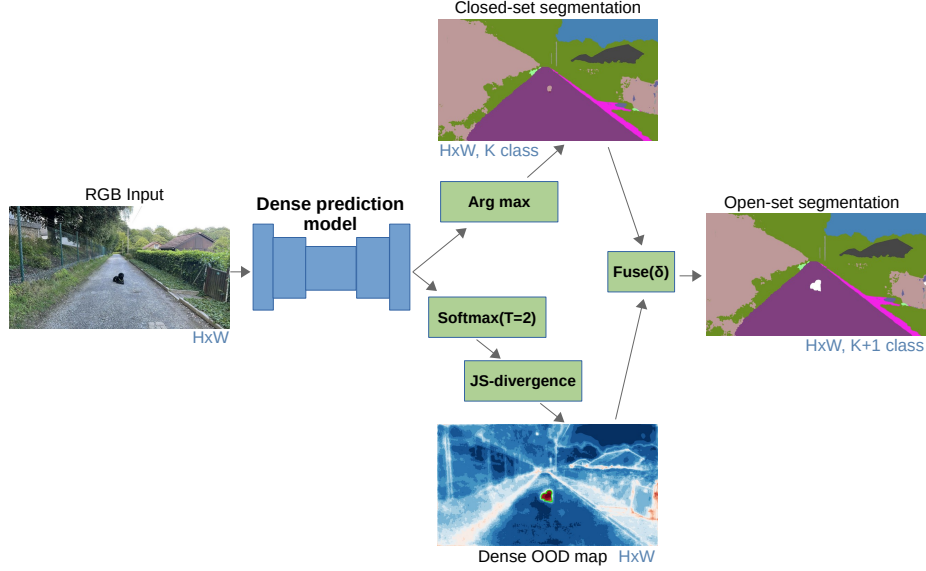 Closed-set segmentation
HxW, K class
RGB Input
Dense prediction
model
Arg max
Open-set segmentation
HxW
Fuse(δ)
Softmax(T=2)
HxW, K+1 class
JS-divergence
Dense OOD map HxW